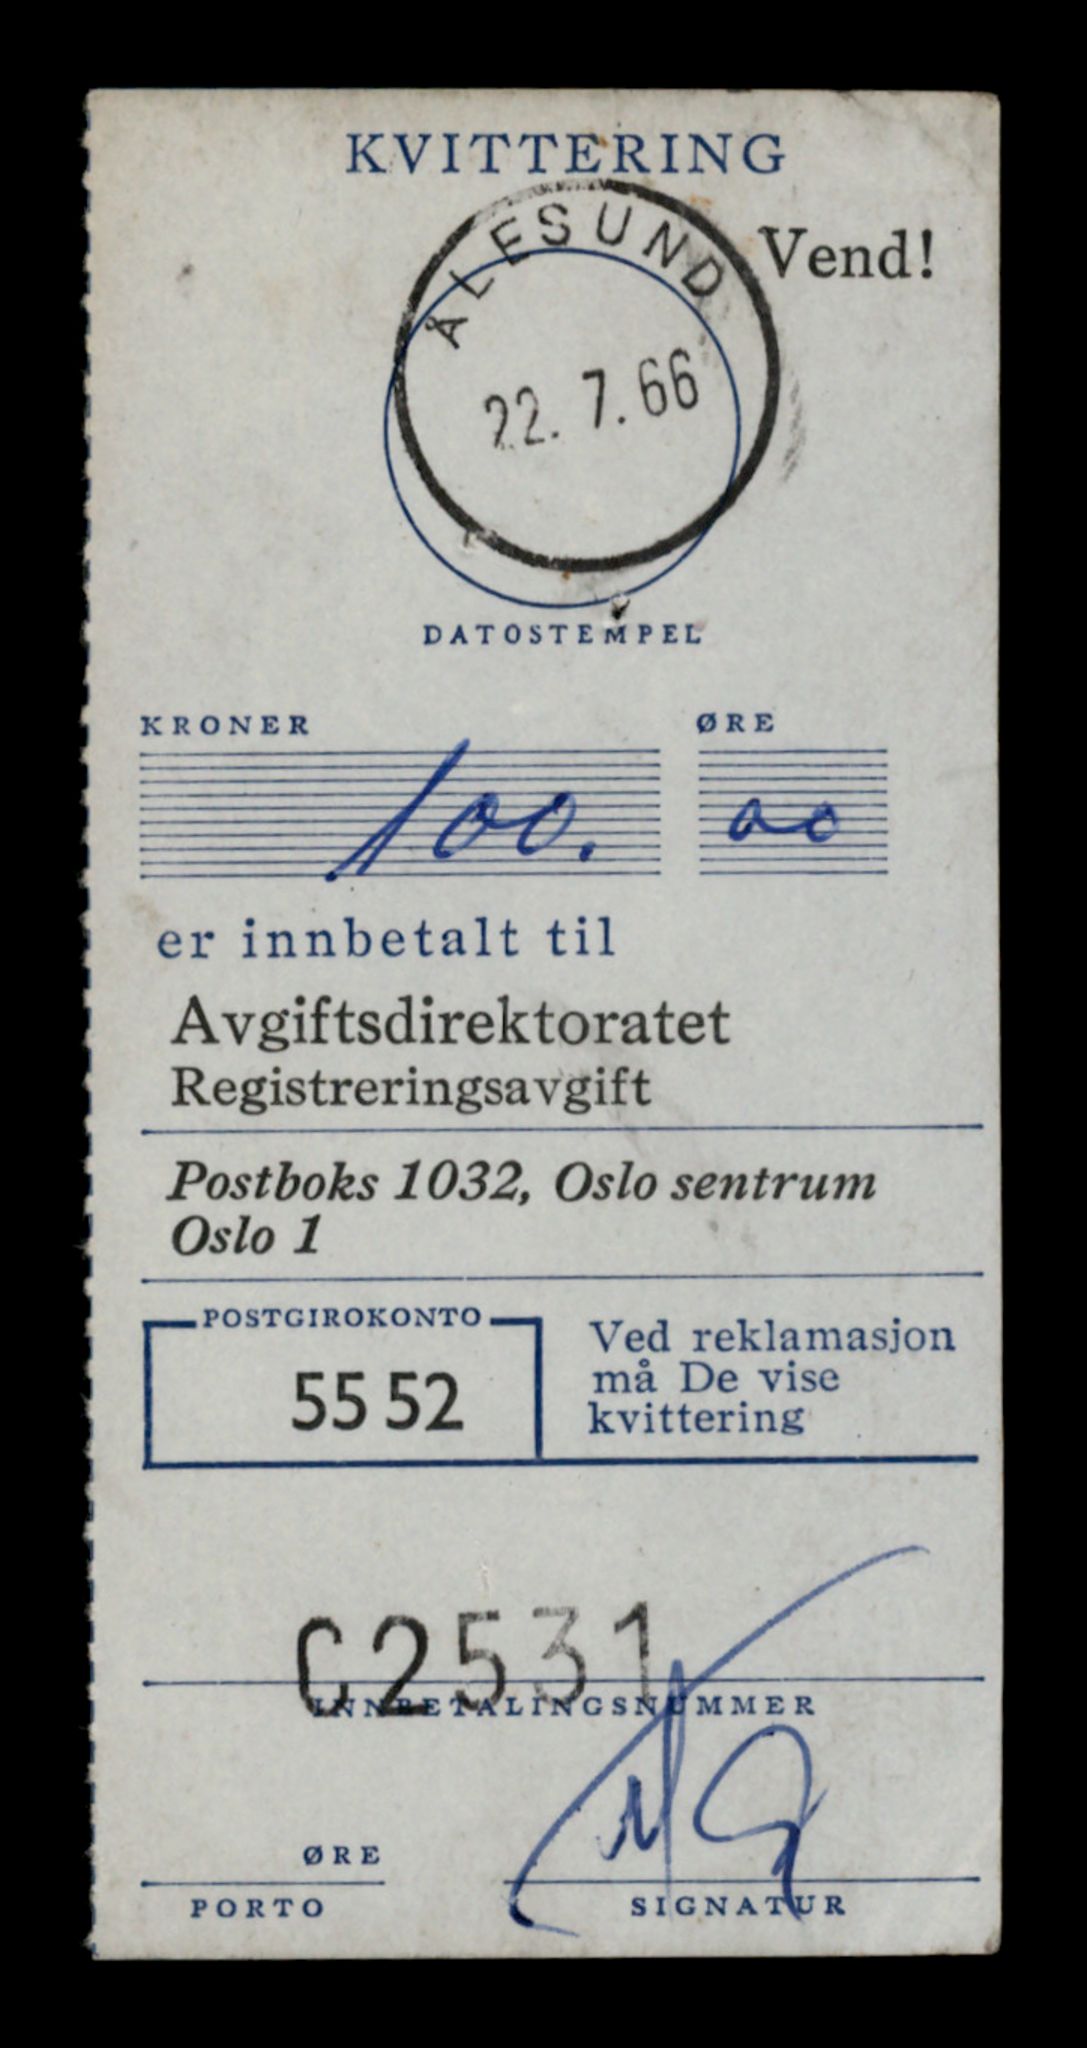 KVITTERING
Vend!
ÅLESUND
22. 7. 66
DATOSTEMPEL
KRONER ØRE
100. 00
er innbetalt til
Avgiftsdirektoratet
Registreringsavgift
Postboks 1032, Oslo sentrum
Oslo 1
POSTGIROKONTO
55 52
Ved reklamasjon
må De vise
kvittering
C2531
INNBETALINGSNUMMER
ØRE
PORTO
SIGNATUR